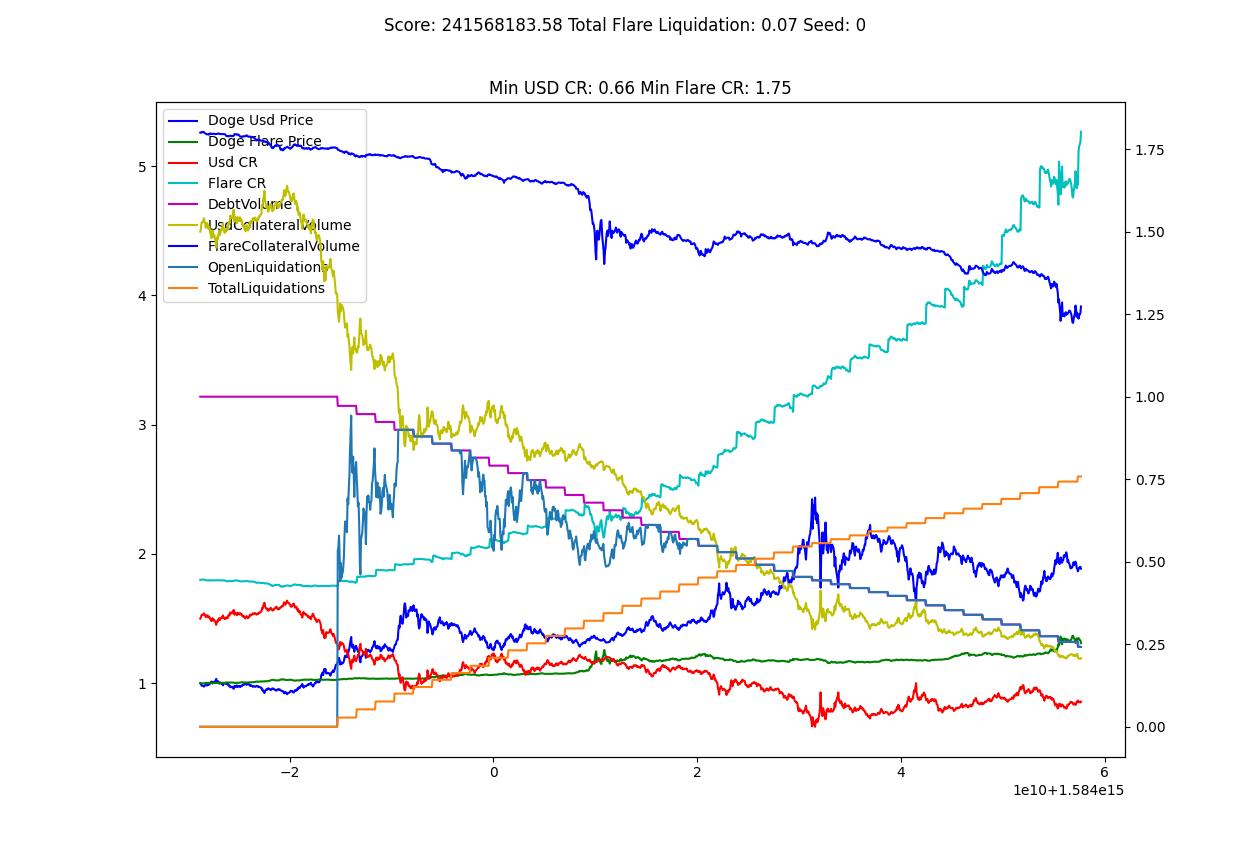 Score: 241568183.58 Total Flare Liquidation: 0.07 Seed: 0
Min USD CR: 0.66 Min Flare CR: 1.75
Doge Usd Price
Doge Flare Price
Usd CR
Flare CR
DebtVolume
UsdCollateralVolume
FlareCollateralVolume
OpenLiquidations
TotalLiquidations
5
4
3
2
1
1.75
1.50
1.25
1.00
0.75
0.50
0.25
0.00
−2
0
2
4
6
1e10+1.584e15